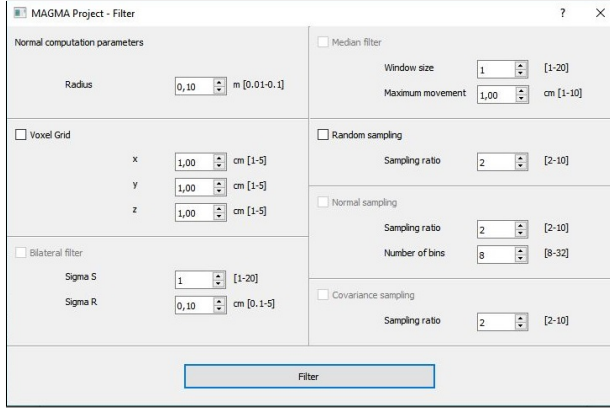 MAGMA Project - Filter
?
Normal computation parameters
Radius 0,10 m [0.01-0.1]
Voxel Grid
x 1,00 cm [1-5]
y 1,00 cm [1-5]
z 1,00 cm [1-5]
Bilateral filter
Sigma S 1 [1-20]
Sigma R 0,10 cm [0.1-5]
Median filter
Window size 1 [1-20]
Maximum movement 1,00 cm [1-10]
Random sampling
Sampling ratio 2 [2-10]
Normal sampling
Sampling ratio 2 [2-10]
Number of bins 8 [8-32]
Covariance sampling
Sampling ratio 2 [2-10]
Filter